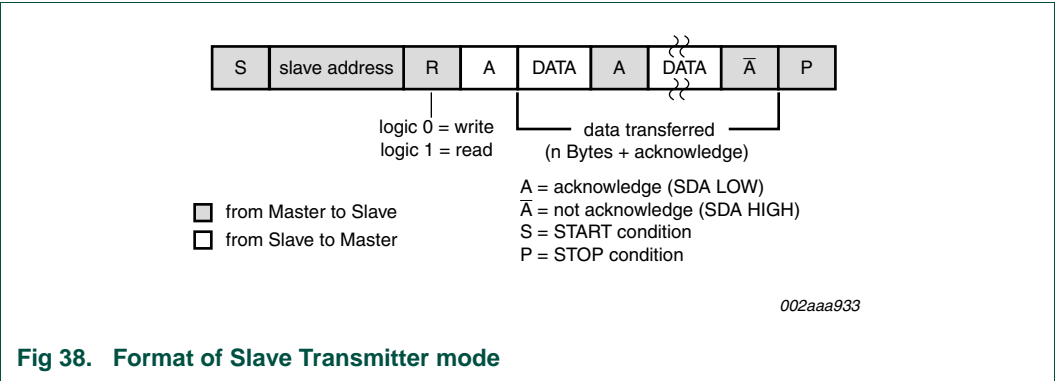 S slave address R A DATA A DATA A̅ P
logic 0 = write
logic 1 = read
data transferred
(n Bytes + acknowledge)
A = acknowledge (SDA LOW)
A̅ = not acknowledge (SDA HIGH)
S = START condition
P = STOP condition
from Master to Slave
from Slave to Master
002aaa933
Fig 38. Format of Slave Transmitter mode